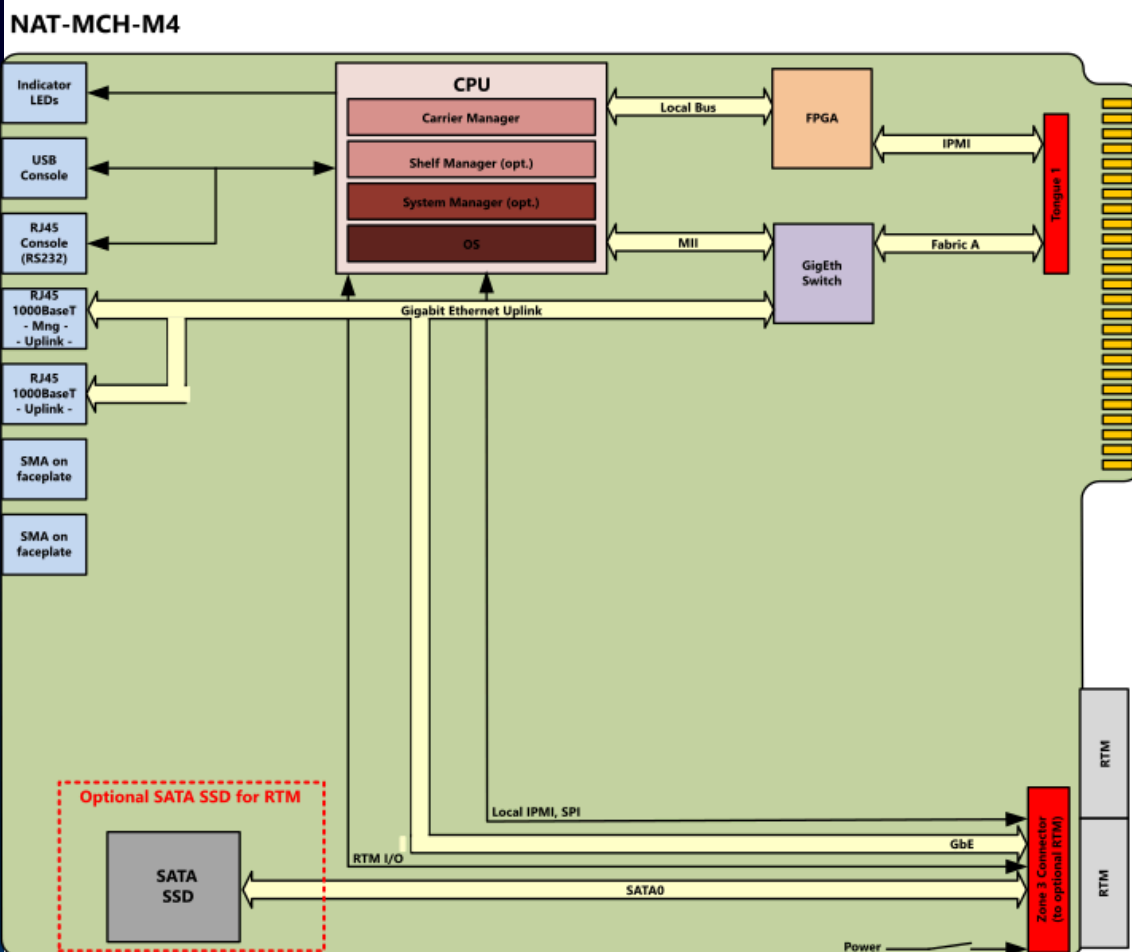 NAT-MCH-M4
Indicator
LEDs
USB
Console
RJ45
Console
(RS232)
RJ45
1000BaseT
- Mng -
- Uplink -
RJ45
1000BaseT
- Uplink -
SMA on
faceplate
SMA on
faceplate
CPU
Carrier Manager
Shelf Manager (opt.)
System Manager (opt.)
OS
Local Bus
FPGA
IPMI
Tongue 1
MII
GigEth
Switch
Fabric A
Gigabit Ethernet Uplink
Optional SATA SSD for RTM
SATA
SSD
Local IPMI, SPI
GbE
RTM I/O
SATA0
Power
Zone 3 Connector
(to optional RTM)
RTM
RTM